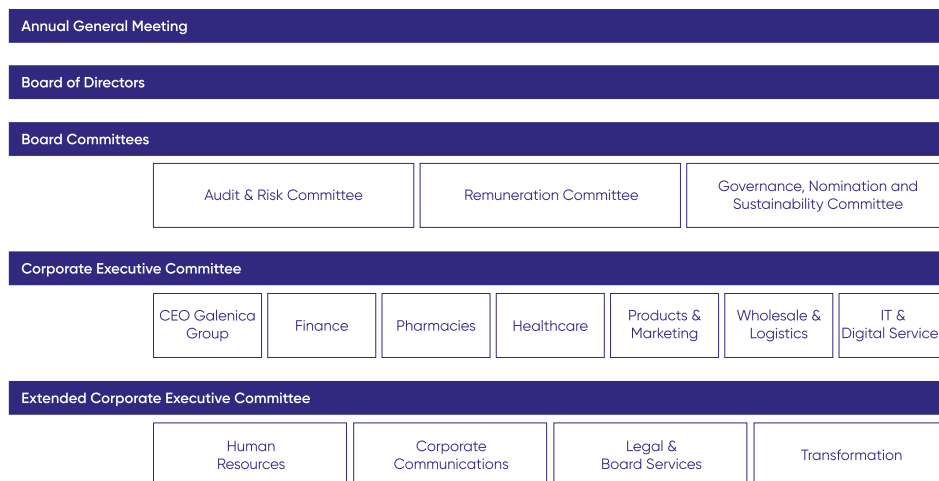 Annual General Meeting
Board of Directors
Board Committees
Audit & Risk Committee
Remuneration Committee
Governance, Nomination and
Sustainability Committee
Corporate Executive Committee
CEO Galenica
Group
Finance
Pharmacies
Healthcare
Products &
Marketing
Wholesale &
Logistics
IT &
Digital Service
Extended Corporate Executive Committee
Human
Resources
Corporate
Communications
Legal &
Board Services
Transformation